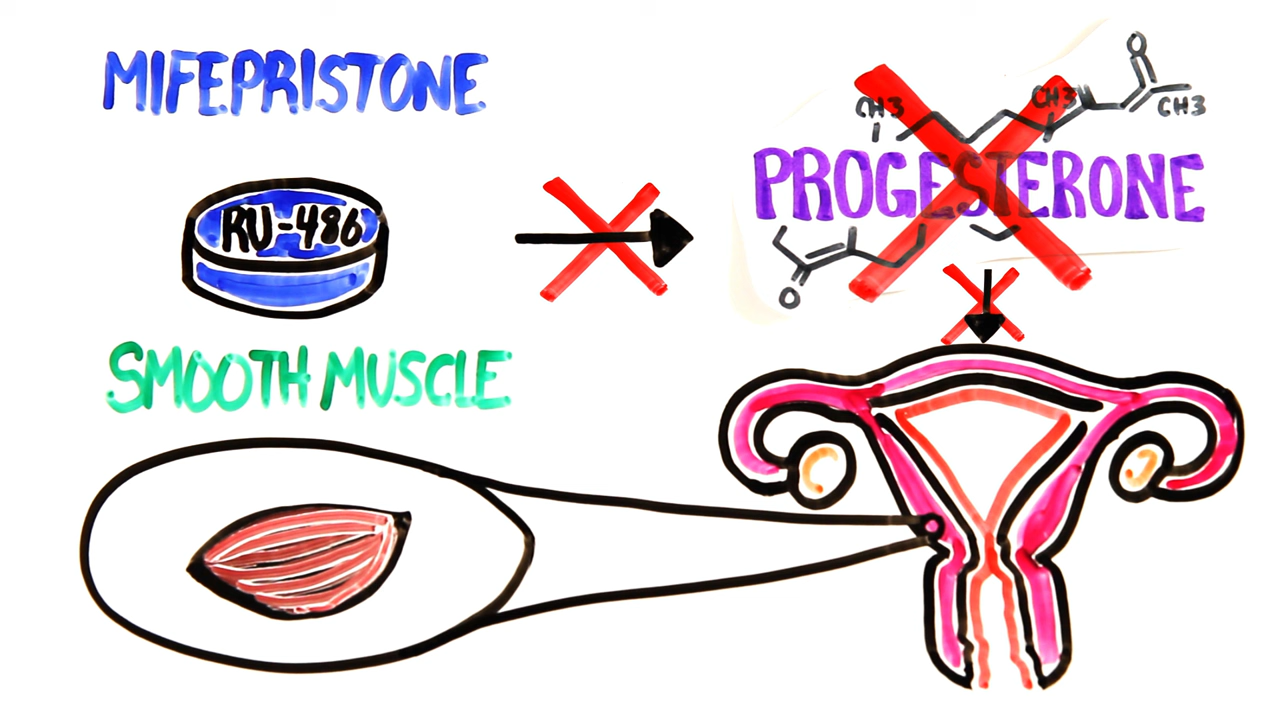 MIFEPRISTONE
RU-486
CH3
CH3
O
CH3
PROGESTERONE
O
SMOOTH MUSCLE